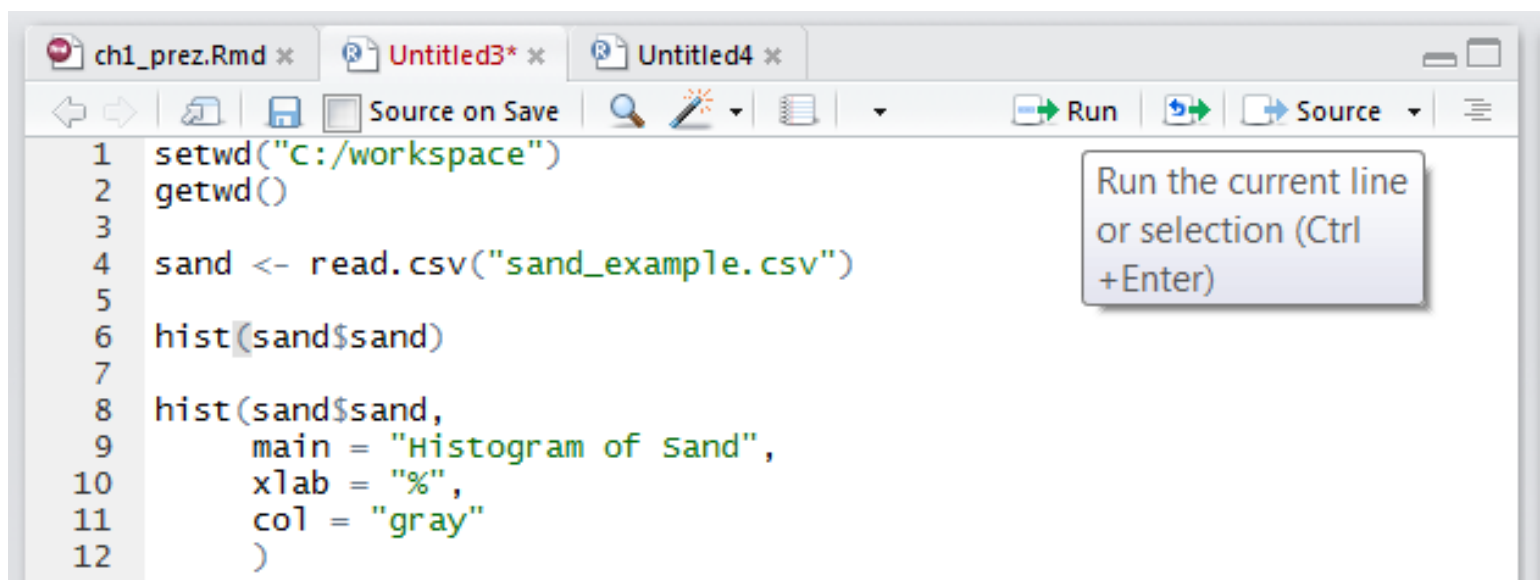 ch1_prez.Rmd Untitled3* Untitled4
Source on Save Run Source
1 setwd("C:/workspace")
2 getwd()
3
4 sand <- read.csv("sand_example.csv")
5
6 hist(sand$sand)
7
8 hist(sand$sand,
9 main = "Histogram of Sand",
10 xlab = "%",
11 col = "gray"
12 )
Run the current line
or selection (Ctrl
+Enter)